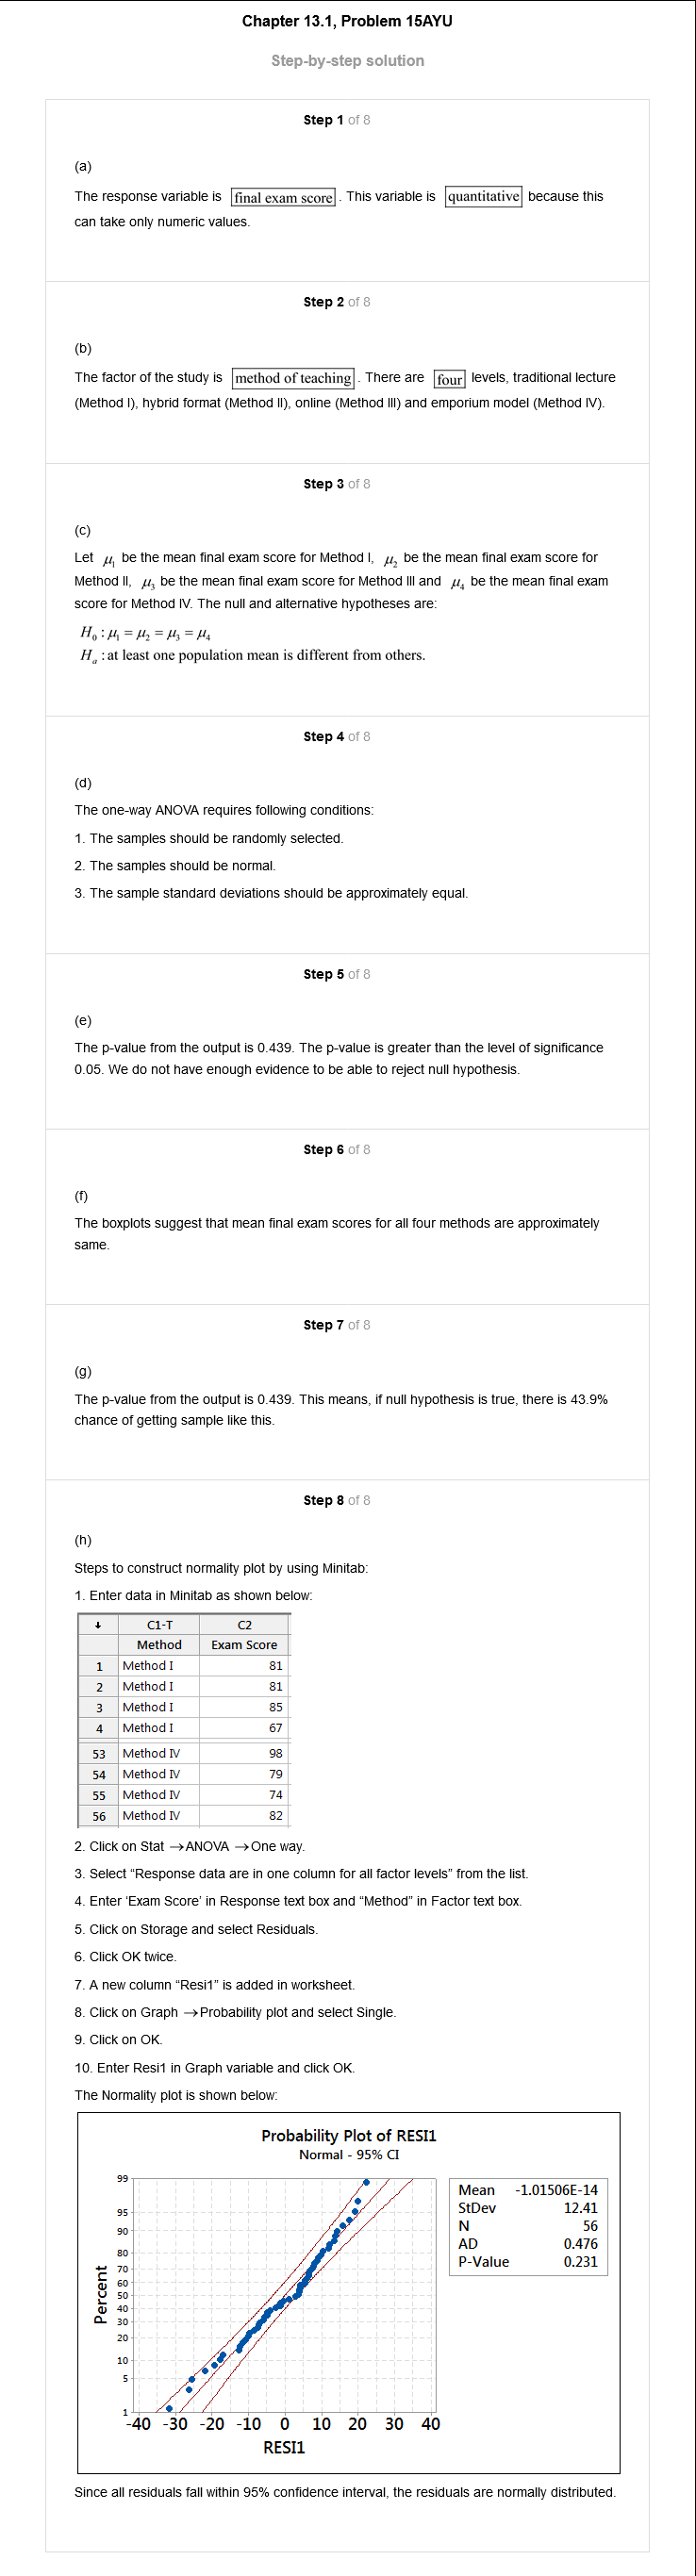 Chapter 13.1, Problem 15AYU
Step-by-step solution
Step 1 of 8
(a)
The response variable is final exam score. This variable is quantitative because this
can take only numeric values.
Step 2 of 8
(b)
The factor of the study is method of teaching. There are four levels, traditional lecture
(Method I), hybrid format (Method II), online (Method III) and emporium model (Method IV).
Step 3 of 8
(c)
Let μ₁ be the mean final exam score for Method I, μ₂ be the mean final exam score for
Method II, μ₃ be the mean final exam score for Method III and μ₄ be the mean final exam
score for Method IV. The null and alternative hypotheses are:
H₀ : μ₁ = μ₂ = μ₃ = μ₄
Hₐ : at least one population mean is different from others.
Step 4 of 8
(d)
The one-way ANOVA requires following conditions:
1. The samples should be randomly selected.
2. The samples should be normal.
3. The sample standard deviations should be approximately equal.
Step 5 of 8
(e)
The p-value from the output is 0.439. The p-value is greater than the level of significance
0.05. We do not have enough evidence to be able to reject null hypothesis.
Step 6 of 8
(f)
The boxplots suggest that mean final exam scores for all four methods are approximately
same.
Step 7 of 8
(g)
The p-value from the output is 0.439. This means, if null hypothesis is true, there is 43.9%
chance of getting sample like this.
Step 8 of 8
(h)
Steps to construct normality plot by using Minitab:
1. Enter data in Minitab as shown below:
↓ C1-T C2
Method Exam Score
1 Method I 81
2 Method I 81
3 Method I 85
4 Method I 67
53 Method IV 98
54 Method IV 79
55 Method IV 74
56 Method IV 82
2. Click on Stat →ANOVA →One way.
3. Select “Response data are in one column for all factor levels” from the list.
4. Enter ‘Exam Score’ in Response text box and “Method” in Factor text box.
5. Click on Storage and select Residuals.
6. Click OK twice.
7. A new column “Resi1” is added in worksheet.
8. Click on Graph →Probability plot and select Single.
9. Click on OK.
10. Enter Resi1 in Graph variable and click OK.
The Normality plot is shown below:
Probability Plot of RESI1
Normal - 95% CI
Mean -1.01506E-14
StDev 12.41
N 56
AD 0.476
P-Value 0.231
Percent
99
95
90
80
70
60
50
40
30
20
10
5
1
-40 -30 -20 -10 0 10 20 30 40
RESI1
Since all residuals fall within 95% confidence interval, the residuals are normally distributed.